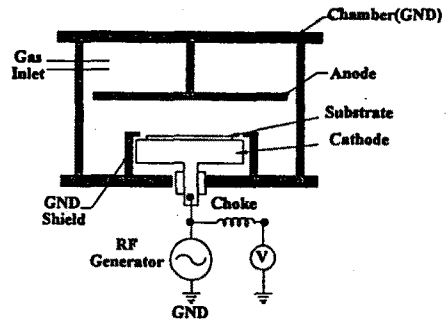 Chamber(GND)
Gas
Inlet
Anode
Substrate
Cathode
GND
Shield
Choke
RF
Generator
V
GND